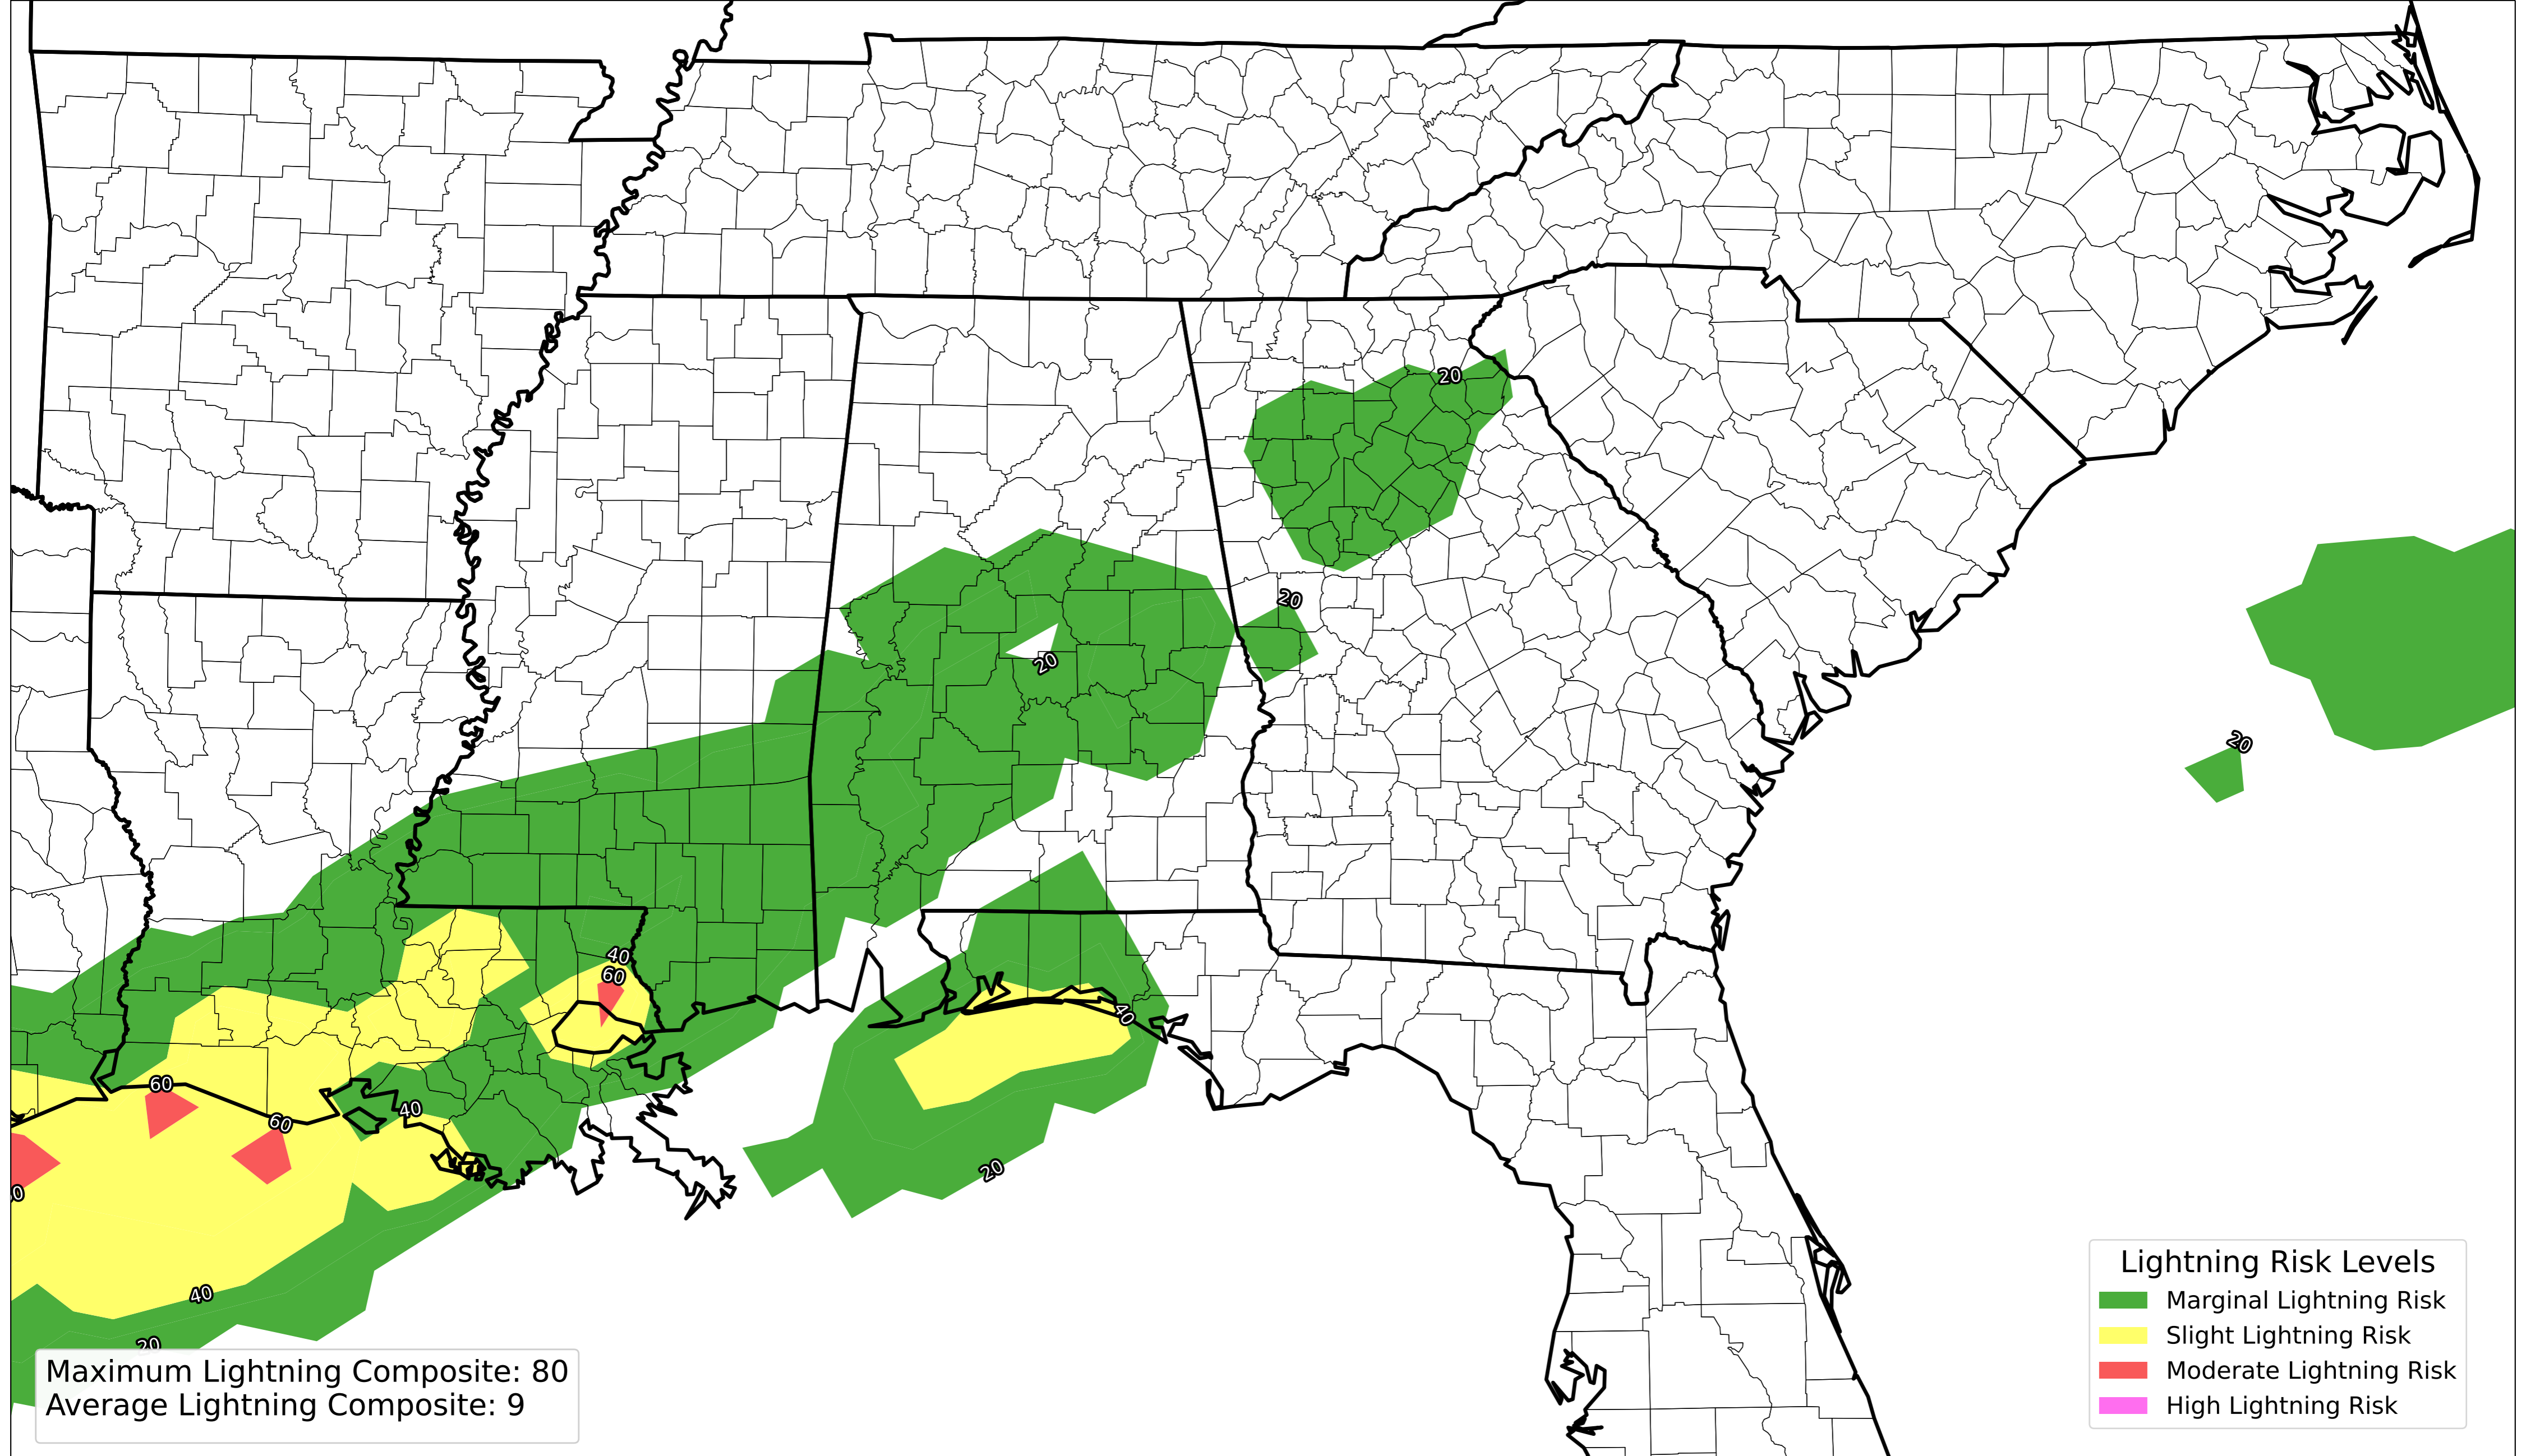 20
20
20
20
40
60
40
60
60
40
20
0
40
20
Lightning Risk Levels
Marginal Lightning Risk
Slight Lightning Risk
Moderate Lightning Risk
High Lightning Risk
Maximum Lightning Composite: 80
Average Lightning Composite: 9